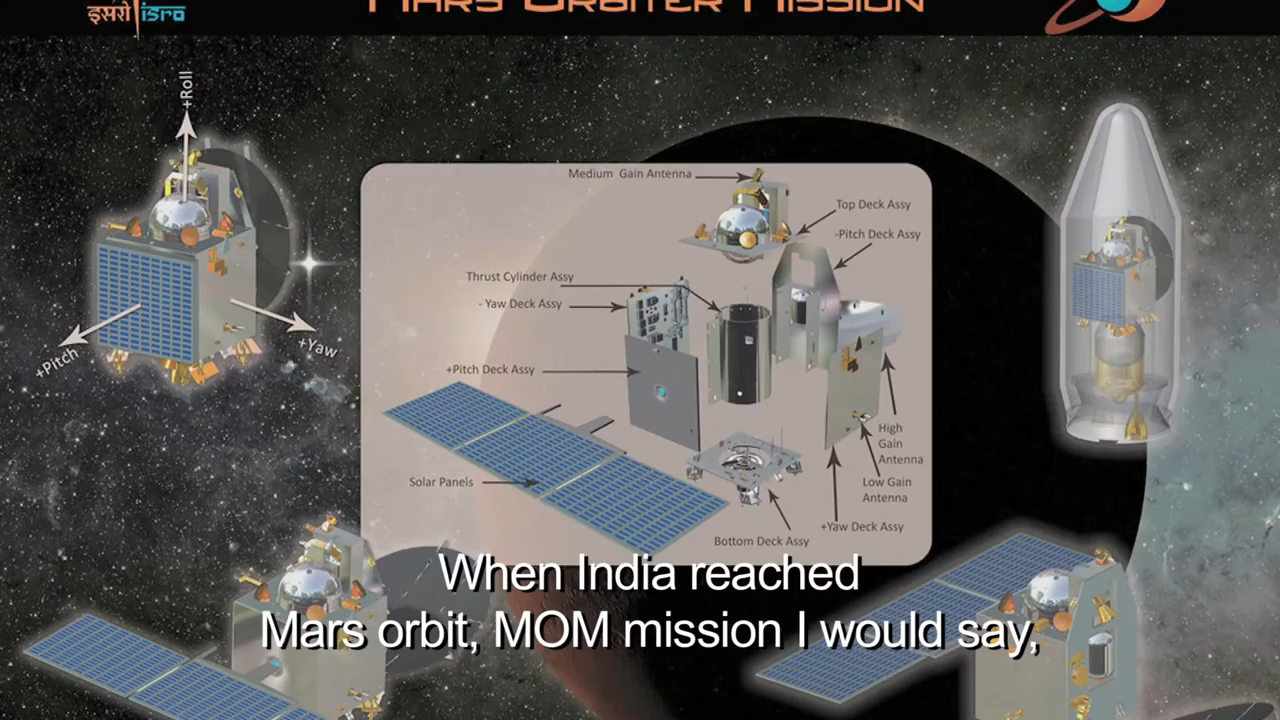 MARS ORBITER MISSION
इसरो isro
+Roll
+Pitch
+Yaw
Medium Gain Antenna
Top Deck Assy
-Pitch Deck Assy
Thrust Cylinder Assy
- Yaw Deck Assy
+Pitch Deck Assy
Solar Panels
High
Gain
Antenna
Low Gain
Antenna
+Yaw Deck Assy
Bottom Deck Assy
When India reached
Mars orbit, MOM mission I would say,